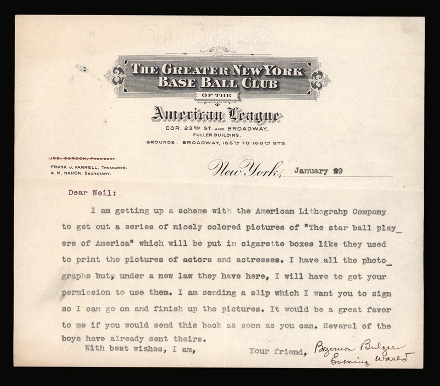 THE GREATER NEW YORK
BASE BALL CLUB
OF THE
American League
COR. 23RD ST. AND BROADWAY,
FULLER BUILDING.
GROUNDS: BROADWAY, 165TH TO 168TH STS.
JOS. GORDON, PRESIDENT
FRANK J. FARRELL, TREASURER.
A. M. NANCH, SECRETARY.
New York, January 29
Dear Neil:
I am getting up a scheme with the American Lithograhp Company
to get out a series of nicely colored pictures of "The star ball play_
ers of America" which will be put in cigarette boxes like they used
to print the pictures of actors and actresses. I have all the photo_
graphs but, under a new law they have here, I will have to get your
permission to use them. I am sending a slip which I want you to sign
so I can go on and finish up the pictures. It would be a great favor
to me if you would send this back as soon as you can. Several of the
boys have already sent theirs.
With best wishes, I am,
Your friend, Bozeman Bulger
Evening World